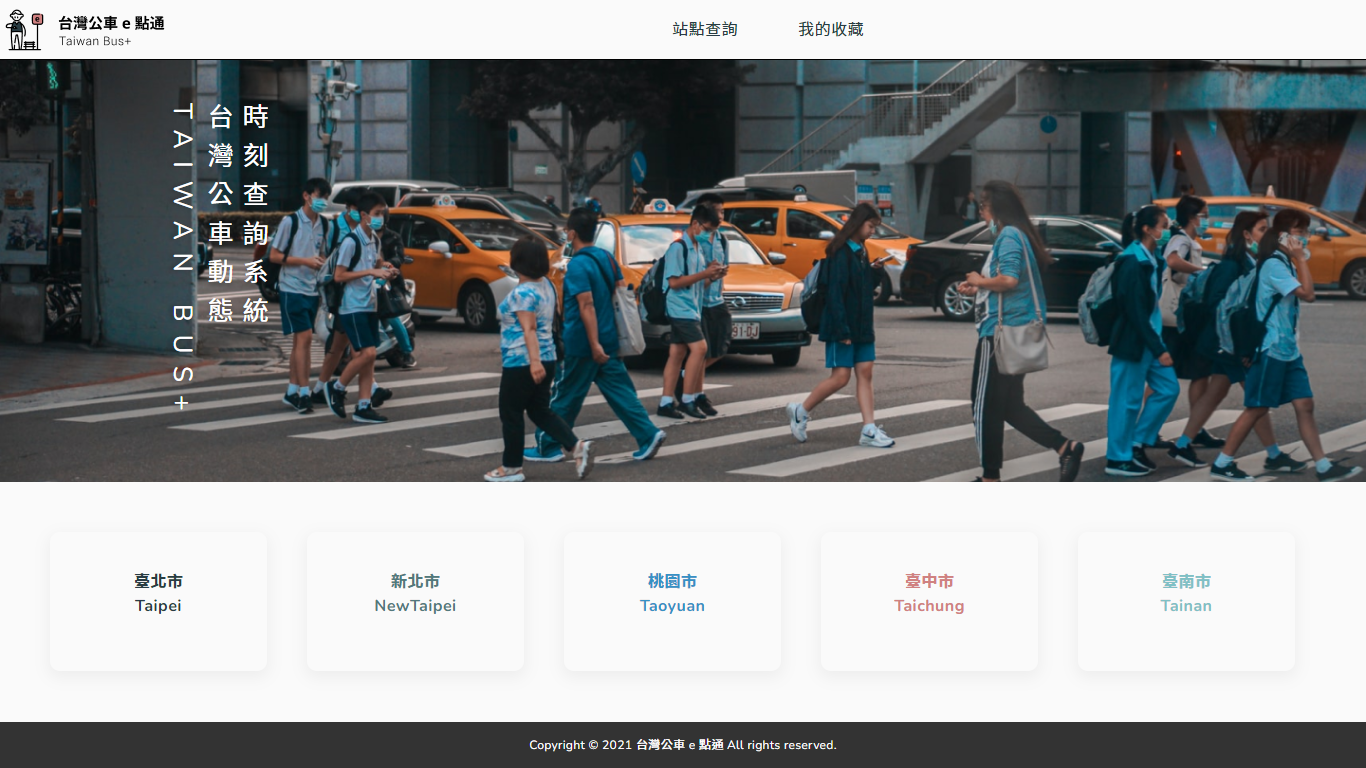 e
台灣公車 e 點通
Taiwan Bus+
站點查詢
我的收藏
時刻查詢系統
台灣公車動態
TAIWAN BUS+
91-DJ
臺北市
Taipei
新北市
NewTaipei
桃園市
Taoyuan
臺中市
Taichung
臺南市
Tainan
Copyright © 2021 台灣公車 e 點通 All rights reserved.